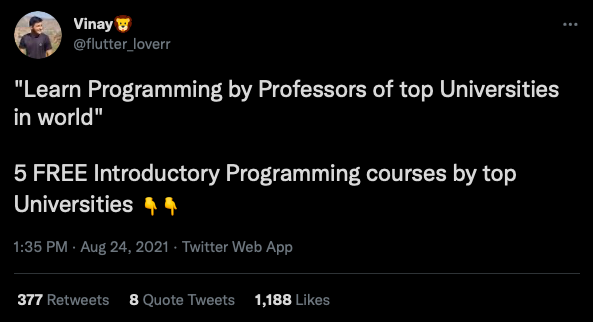 Vinay🦁
@flutter_loverr
"Learn Programming by Professors of top Universities
in world"
5 FREE Introductory Programming courses by top
Universities 👇👇
1:35 PM · Aug 24, 2021 · Twitter Web App
377 Retweets 8 Quote Tweets 1,188 Likes